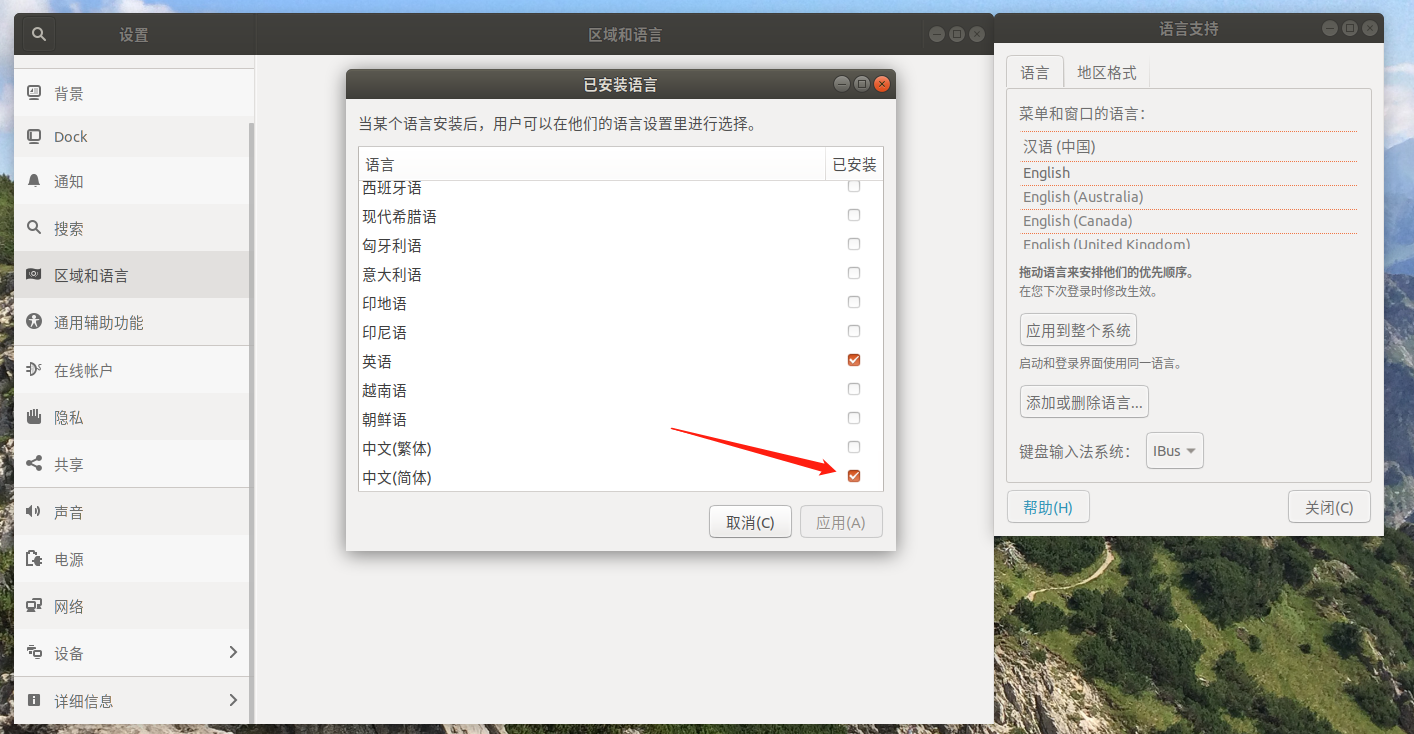 设置
区域和语言
语言支持
背景
Dock
通知
搜索
区域和语言
通用辅助功能
在线帐户
隐私
共享
声音
电源
网络
设备
详细信息
已安装语言
当某个语言安装后，用户可以在他们的语言设置里进行选择。
语言 已安装
西班牙语
现代希腊语
匈牙利语
意大利语
印地语
印尼语
英语
越南语
朝鲜语
中文(繁体)
中文(简体)
取消(C) 应用(A)
语言 地区格式
菜单和窗口的语言：
汉语 (中国)
English
English (Australia)
English (Canada)
English (United Kingdom)
拖动语言来安排他们的优先顺序。
在您下次登录时修改生效。
应用到整个系统
启动和登录界面使用同一语言。
添加或删除语言...
键盘输入法系统： IBus
帮助(H) 关闭(C)